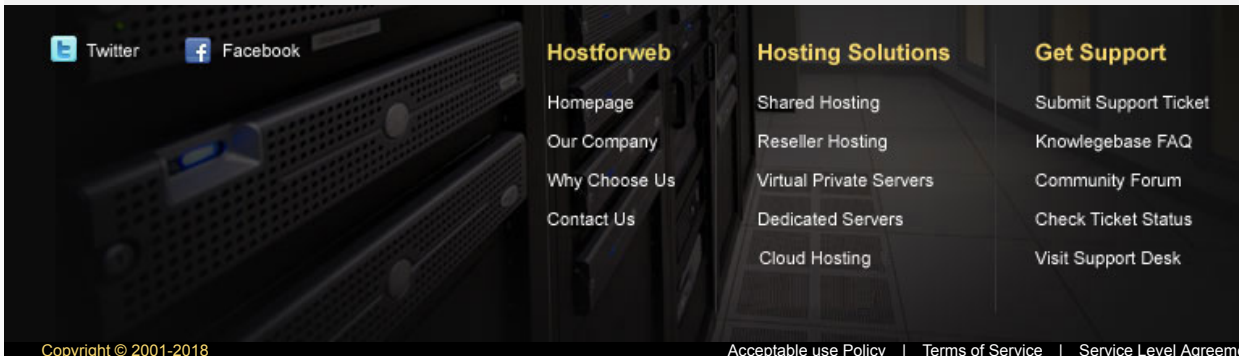 Twitter
Facebook
Hostforweb
Homepage
Our Company
Why Choose Us
Contact Us
Hosting Solutions
Shared Hosting
Reseller Hosting
Virtual Private Servers
Dedicated Servers
Cloud Hosting
Get Support
Submit Support Ticket
Knowlegebase FAQ
Community Forum
Check Ticket Status
Visit Support Desk
Copyright © 2001-2018
Acceptable use Policy | Terms of Service | Service Level